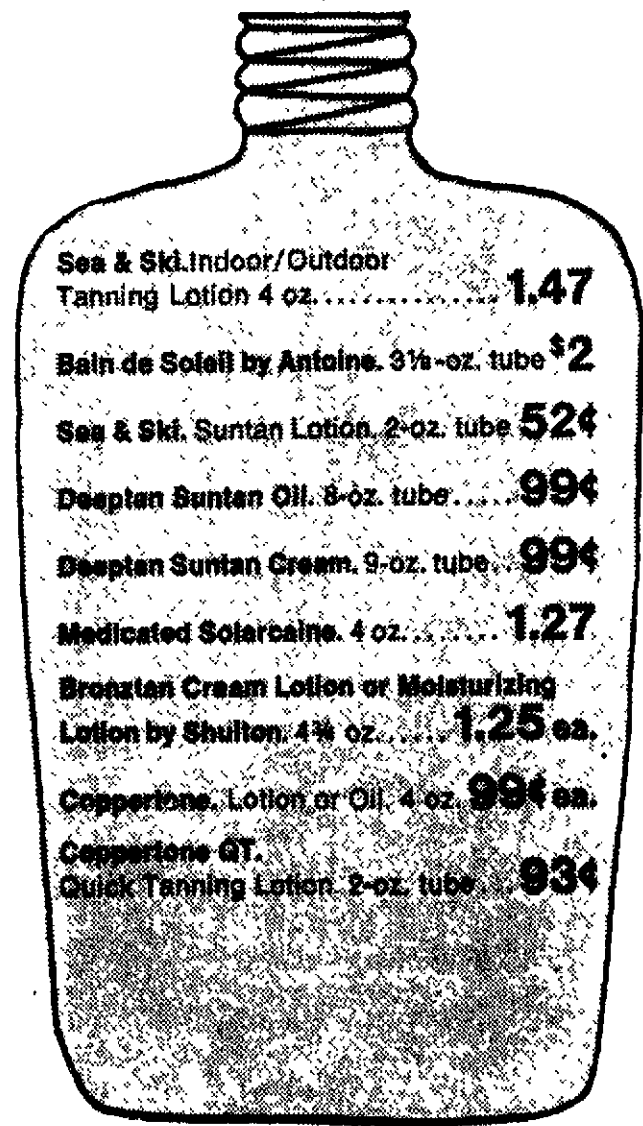 Sea & Ski. Indoor/Outdoor
Tanning Lotion 4 oz. ............... 1.47
Bain de Soleil by Antoine. 3⅛-oz. tube $2
Sea & Ski. Suntan Lotion. 2-oz. tube 52¢
Deeptan Suntan Oil. 8-oz. tube ..... 99¢
Deeptan Suntan Cream. 9-oz. tube .. 99¢
Medicated Solarcaine. 4 oz. ........ 1.27
Bronztan Cream Lotion or Moisturizing
Lotion by Shulton. 4¾ oz. ...... 1.25 ea.
Coppertone. Lotion or Oil. 4 oz. 99¢ ea.
Coppertone QT.
Quick Tanning Lotion. 2-oz. tube ... 93¢